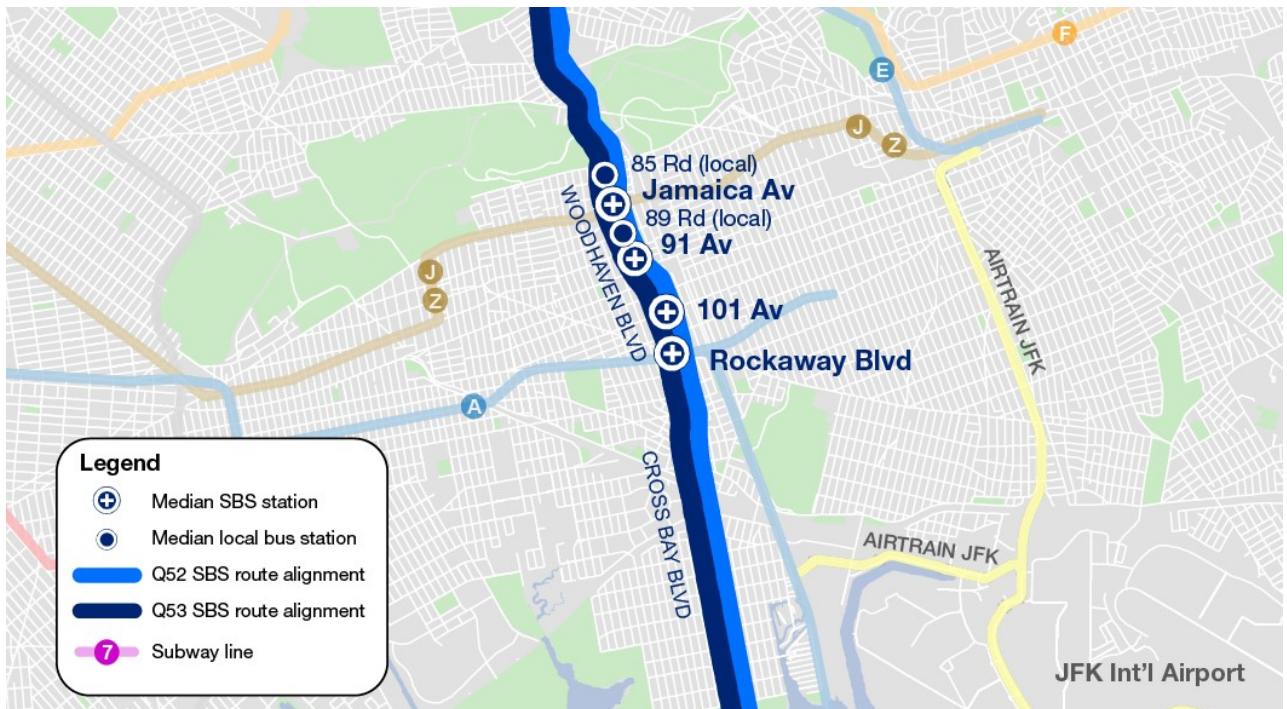 F
E
J
Z
85 Rd (local)
Jamaica Av
89 Rd (local)
91 Av
WOODHAVEN BLVD
J
Z
101 Av
Rockaway Blvd
AIRTRAIN JFK
A
CROSS BAY BLVD
AIRTRAIN JFK
JFK Int'l Airport
Legend
Median SBS station
Median local bus station
Q52 SBS route alignment
Q53 SBS route alignment
7 Subway line